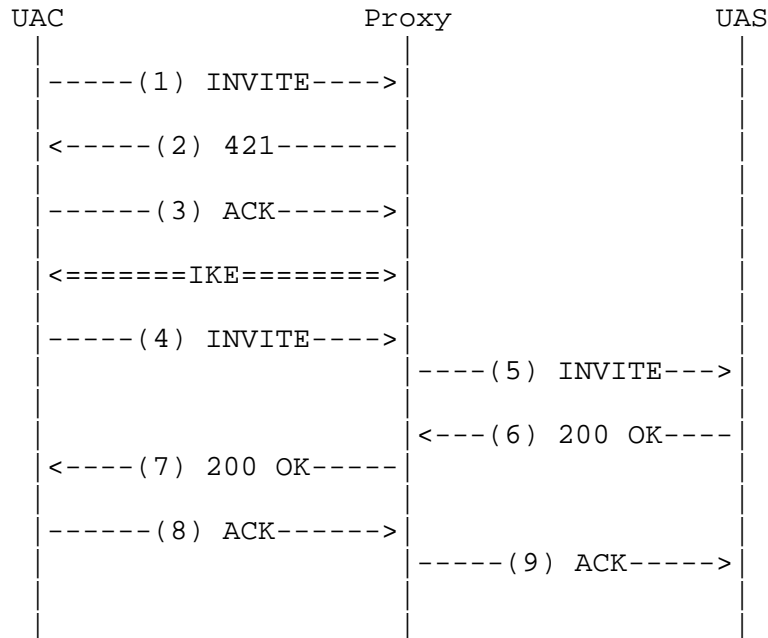 UAC Proxy UAS
-----(1) INVITE---->
<-----(2) 421-------
------(3) ACK------>
<=======IKE========>
-----(4) INVITE---->
----(5) INVITE--->
<---(6) 200 OK----
<----(7) 200 OK-----
------(8) ACK------>
-----(9) ACK----->